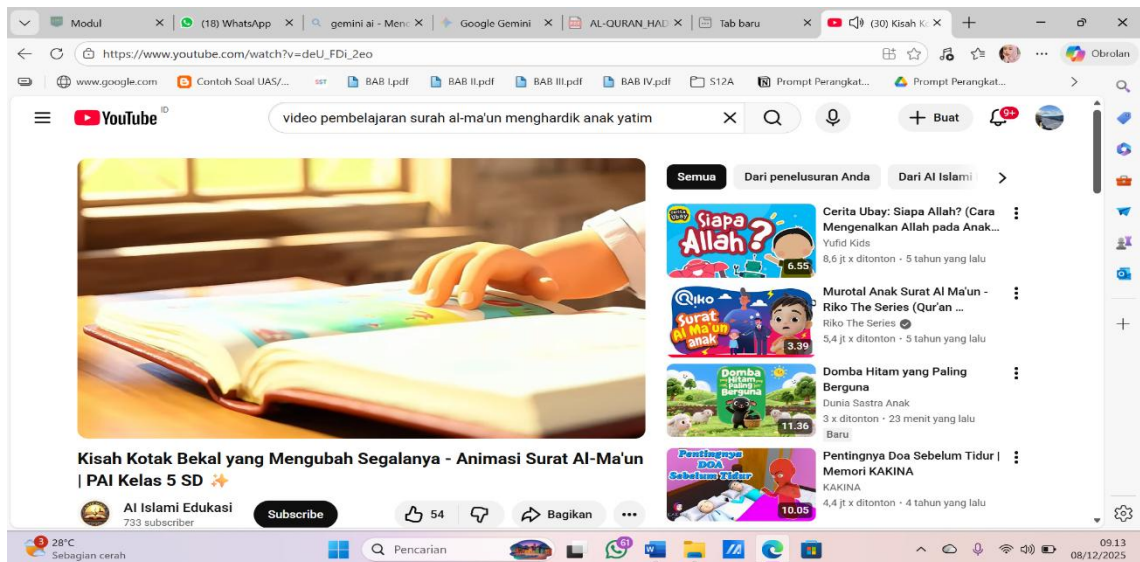 Modul
(18) WhatsApp
gemini ai - Menc
Google Gemini
AL-QURAN_HAD
Tab baru
(30) Kisah Ko
https://www.youtube.com/watch?v=deU_FDi_2eo
Obrolan
www.google.com
Contoh Soal UAS/...
SST
BAB I.pdf
BAB II.pdf
BAB III.pdf
BAB IV.pdf
S12A
Prompt Perangkat...
Prompt Perangkat...
YouTube ID
video pembelajaran surah al-ma'un menghardik anak yatim
Buat
9+
Semua
Dari penelusuran Anda
Dari AI Islami
Siapa
Allah?
6.55
Cerita Ubay: Siapa Allah? (Cara
Mengenalkan Allah pada Anak...
Yufid Kids
8,6 jt x ditonton • 5 tahun yang lalu
Riko
Surat
Al Ma'un
anak
3.39
Murotal Anak Surat Al Ma'un -
Riko The Series (Qur'an ...
Riko The Series
5,4 jt x ditonton • 5 tahun yang lalu
Domba
Hitam
Paling
Berguna
11.36
Domba Hitam yang Paling
Berguna
Dunia Sastra Anak
3 x ditonton • 23 menit yang lalu
Baru
Pentingnya
DOA
Sebelum Tidur
10.05
Pentingnya Doa Sebelum Tidur |
Memori KAKINA
KAKINA
4,4 jt x ditonton • 4 tahun yang lalu
Kisah Kotak Bekal yang Mengubah Segalanya - Animasi Surat Al-Ma'un
| PAI Kelas 5 SD ✨
AI Islami Edukasi
733 subscriber
Subscribe
54
Bagikan
3
28°C
Sebagian cerah
Pencarian
61
09.13
08/12/2025